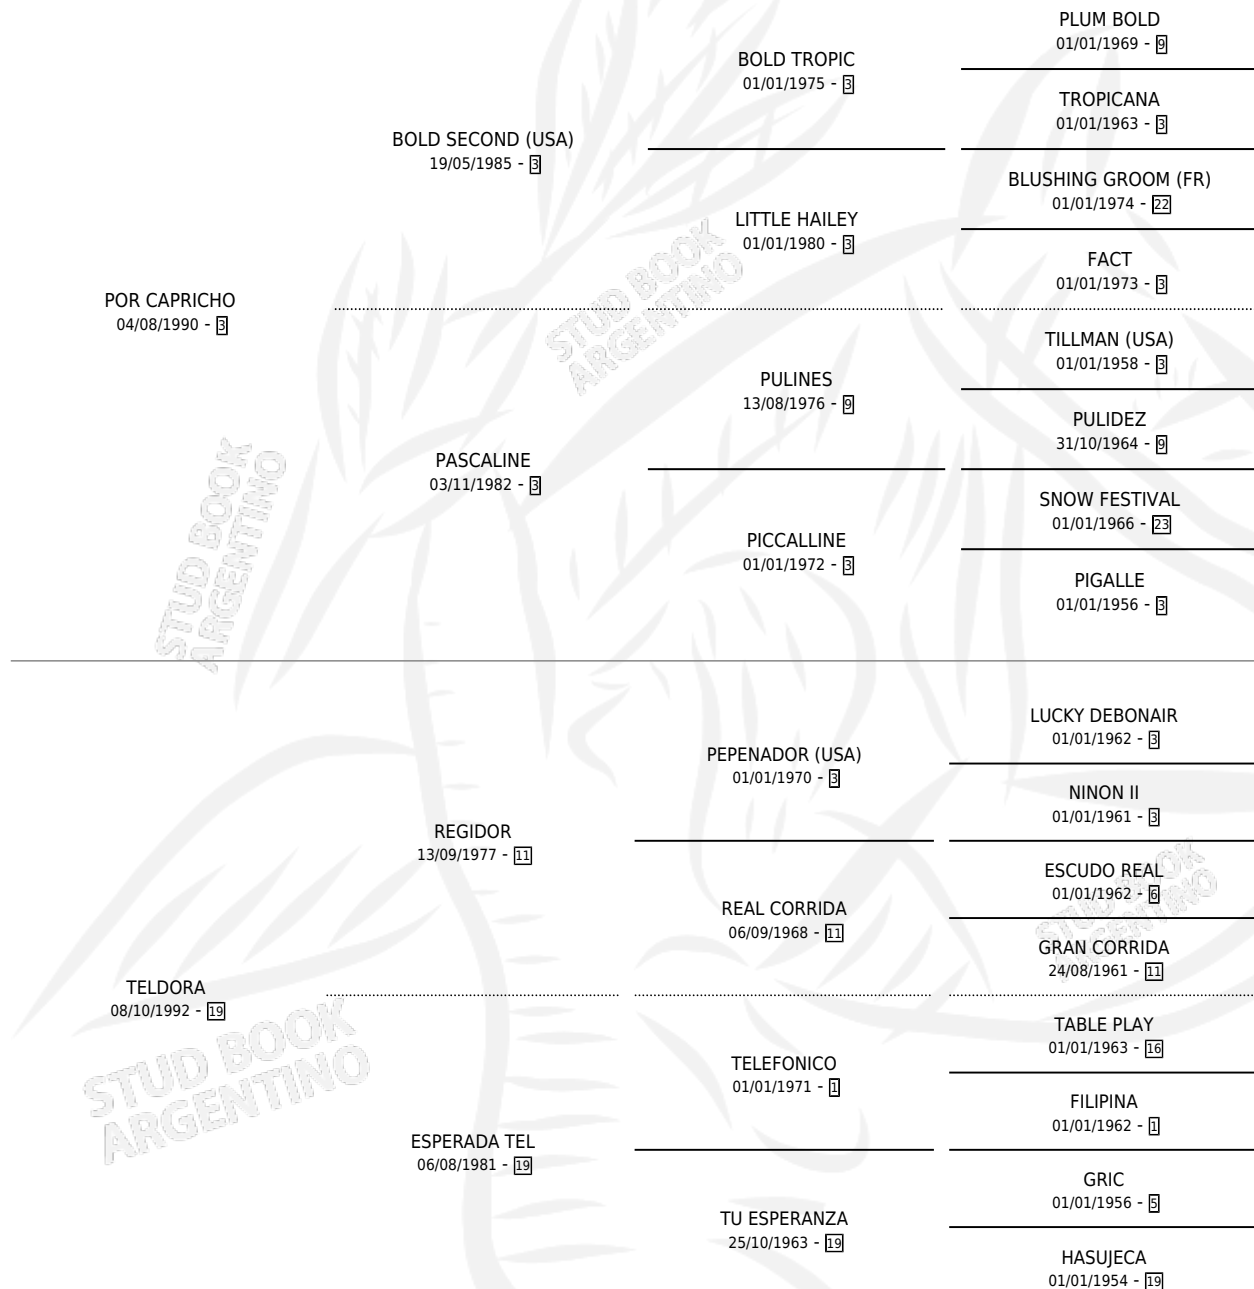 PLUM BOLD
01/01/1969 - 9
BOLD TROPIC
01/01/1975 - 3
TROPICANA
01/01/1963 - 3
BOLD SECOND (USA)
19/05/1985 - 3
BLUSHING GROOM (FR)
01/01/1974 - 22
LITTLE HAILEY
01/01/1980 - 3
FACT
01/01/1973 - 3
POR CAPRICHO
04/08/1990 - 3
TILLMAN (USA)
01/01/1958 - 3
PULINES
13/08/1976 - 9
PULIDEZ
31/10/1964 - 9
PASCALINE
03/11/1982 - 3
SNOW FESTIVAL
01/01/1966 - 23
PICCALLINE
01/01/1972 - 3
PIGALLE
01/01/1956 - 3
STUD BOOK
ARGENTINO
STUD BOOK
ARGENTINO
LUCKY DEBONAIR
01/01/1962 - 3
PEPENADOR (USA)
01/01/1970 - 3
NINON II
01/01/1961 - 3
REGIDOR
13/09/1977 - 11
ESCUDO REAL
01/01/1962 - 6
REAL CORRIDA
06/09/1968 - 11
GRAN CORRIDA
24/08/1961 - 11
TELDORA
08/10/1992 - 19
TABLE PLAY
01/01/1963 - 16
TELEFONICO
01/01/1971 - 1
FILIPINA
01/01/1962 - 1
ESPERADA TEL
06/08/1981 - 19
GRIC
01/01/1956 - 5
TU ESPERANZA
25/10/1963 - 19
HASUJECA
01/01/1954 - 19
STUD BOOK
ARGENTINO
STUD BOOK
ARGENTINO